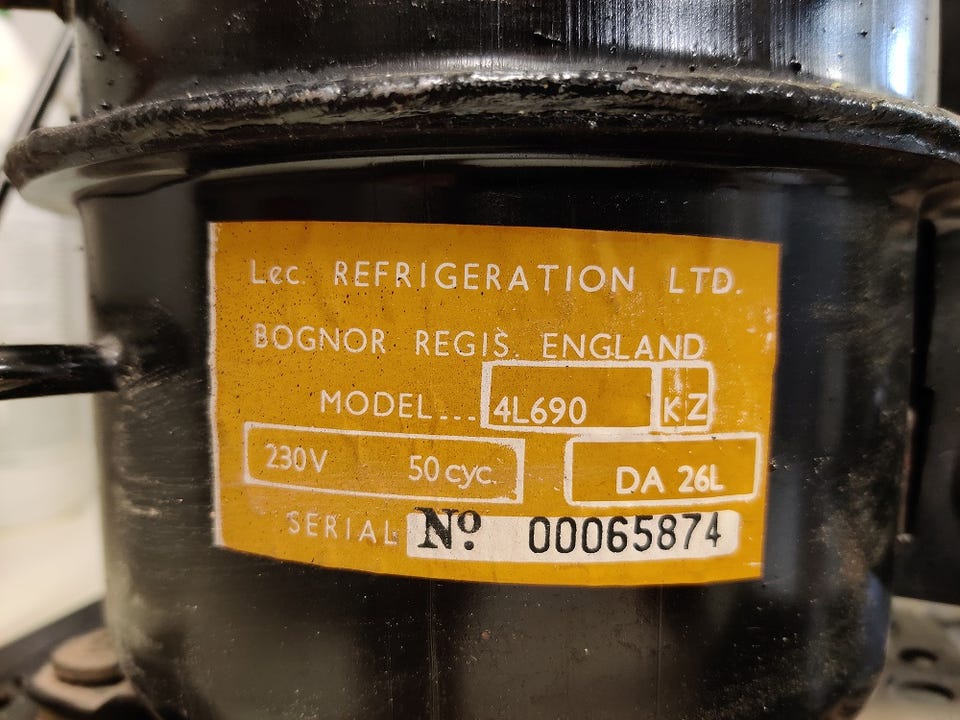 Lec. REFRIGERATION LTD.
BOGNOR REGIS. ENGLAND
MODEL... 4L690 KZ
230V 50 cyc. DA 26L
SERIAL Nº 00065874